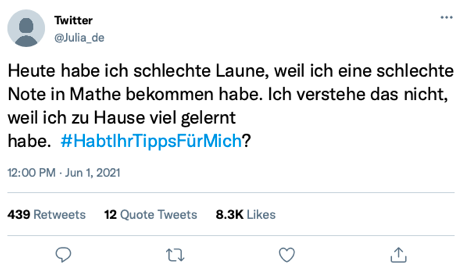 Twitter
@Julia_de
Heute habe ich schlechte Laune, weil ich eine schlechte
Note in Mathe bekommen habe. Ich verstehe das nicht,
weil ich zu Hause viel gelernt
habe. #HabtIhrTippsFürMich?
12:00 PM · Jun 1, 2021
439 Retweets 12 Quote Tweets 8.3K Likes